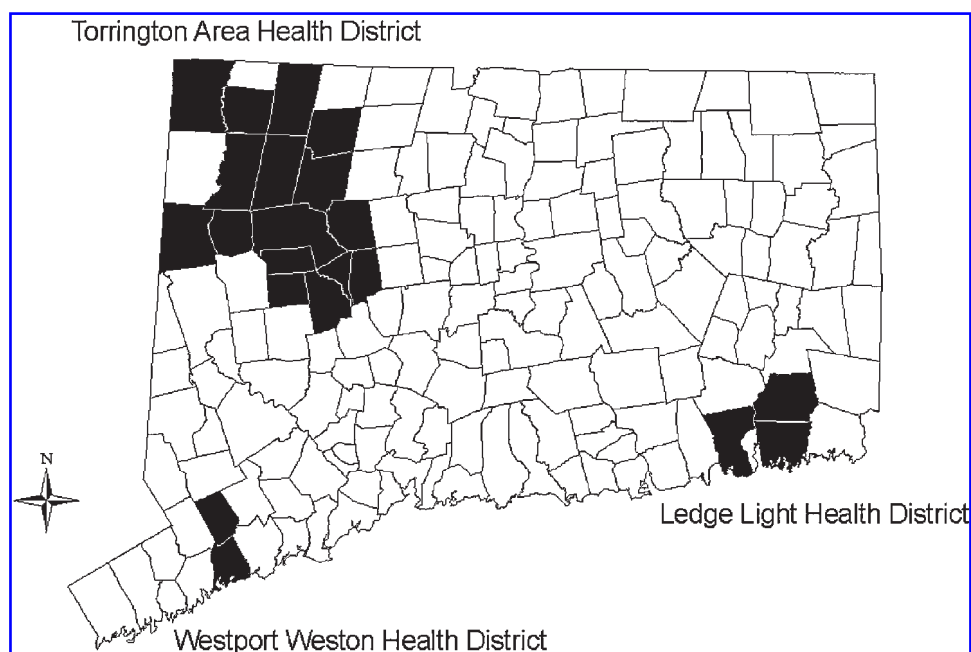 Torrington Area Health District
N
Ledge Light Health District
Westport Weston Health District